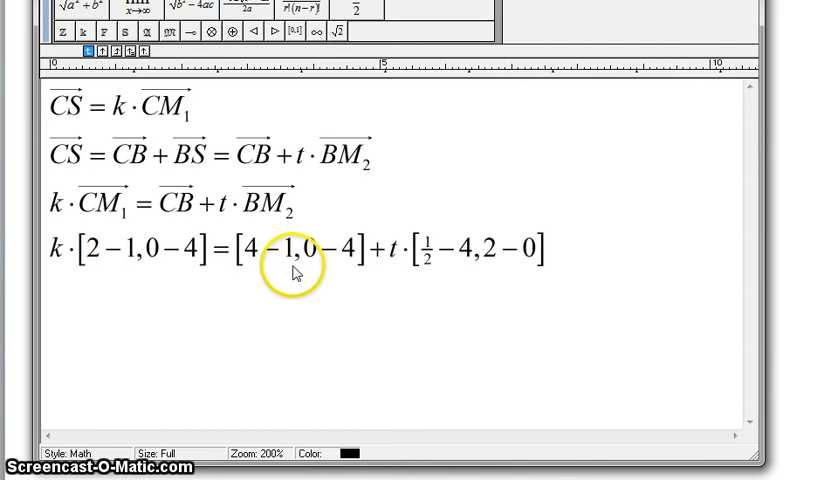 √a²+b² lim x→∞ √b²−4ac 2a r!(n−r)! 2
Z k F S 𝔄 𝔐 ⊸ ⊗ ⊕ ◁ ▷ [0,1] ∞ √2
0 5 10
CS = k · CM₁
CS = CB + BS = CB + t · BM₂
k · CM₁ = CB + t · BM₂
k · [2 − 1, 0 − 4] = [4 − 1, 0 − 4] + t · [1/2 − 4, 2 − 0]
Style: Math Size: Full Zoom: 200% Color:
Screencast-O-Matic.com